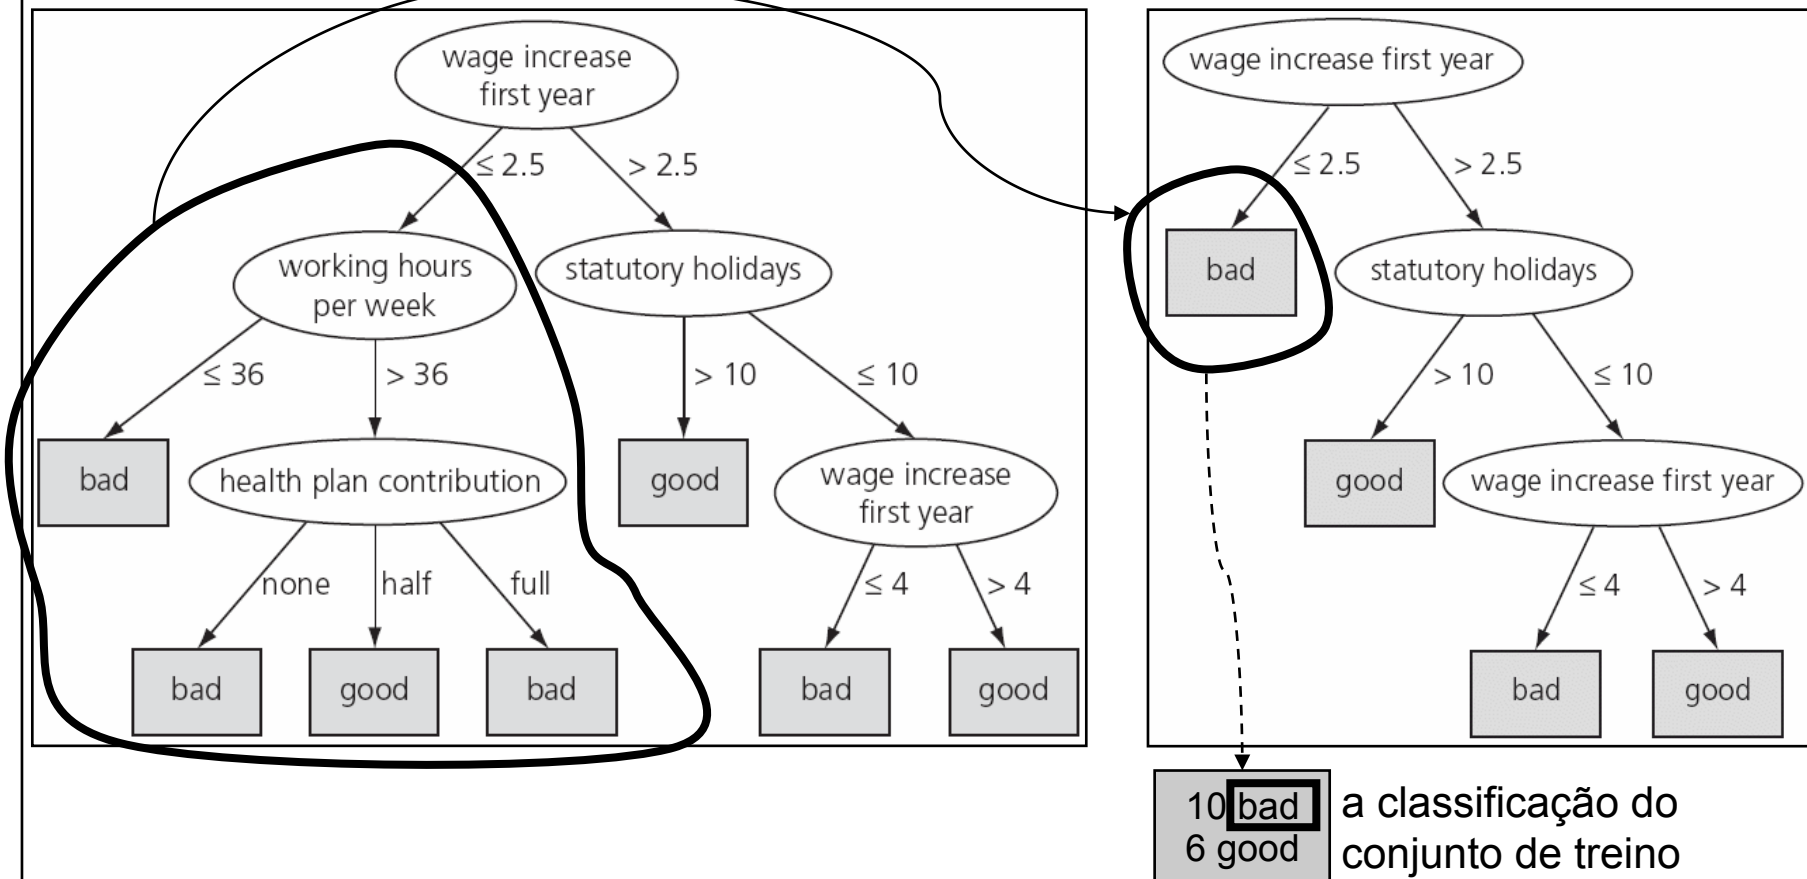 wage increase
first year
≤ 2.5
> 2.5
working hours
per week
statutory holidays
≤ 36
> 36
> 10
≤ 10
bad
health plan contribution
good
wage increase
first year
none
half
full
≤ 4
> 4
bad
good
bad
bad
good
wage increase first year
≤ 2.5
> 2.5
bad
statutory holidays
> 10
≤ 10
good
wage increase first year
≤ 4
> 4
bad
good
10 bad
6 good
a classificação do
conjunto de treino